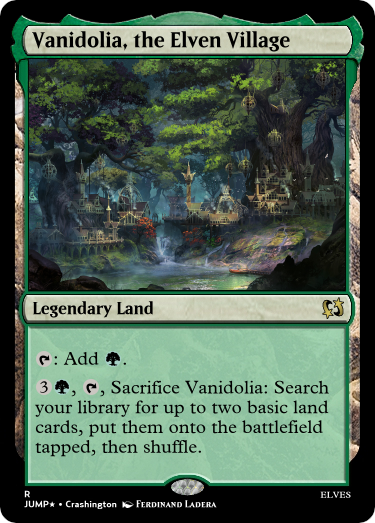 Vanidolia, the Elven Village
Legendary Land
: Add .
3 , , Sacrifice Vanidolia: Search
your library for up to two basic land
cards, put them onto the battlefield
tapped, then shuffle.
R
ELVES
JUMP★ • Crashington Ferdinand Ladera